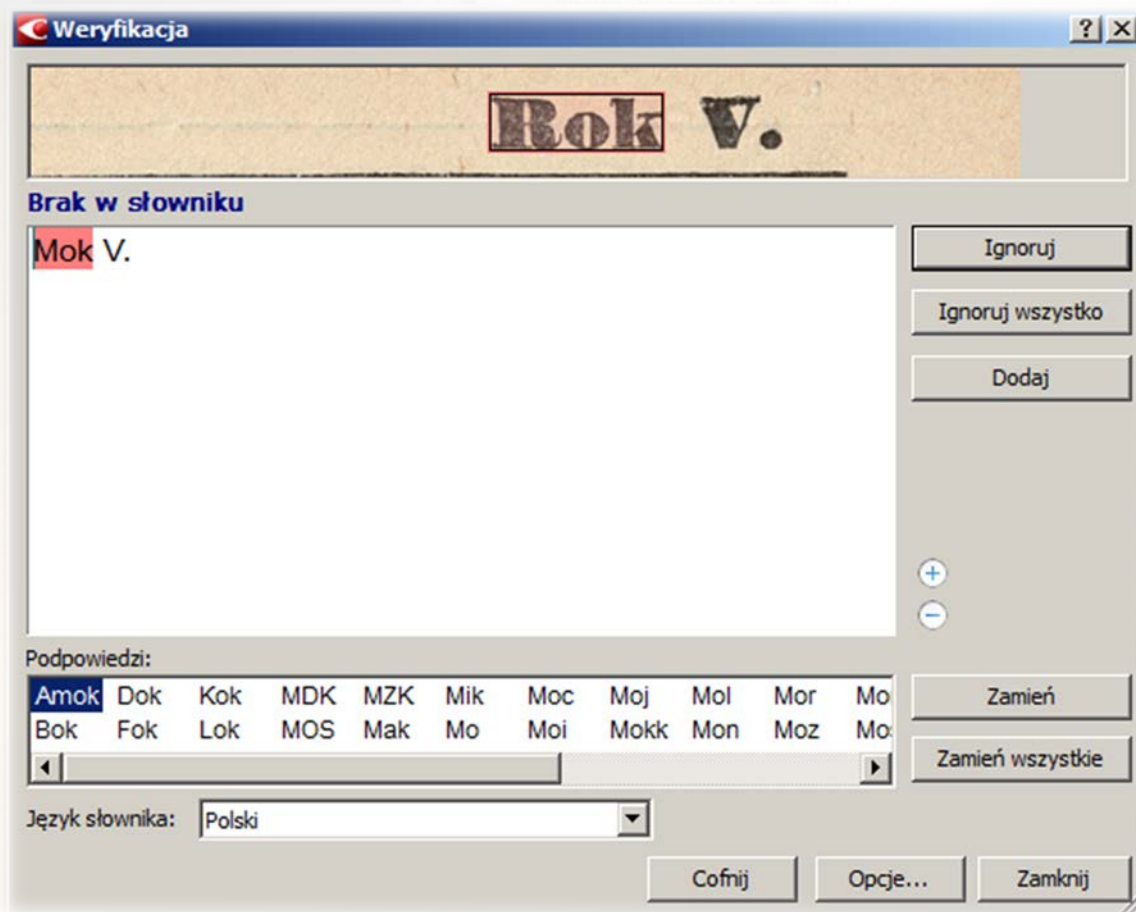 Weryfikacja
Rok V.
Brak w słowniku
Mok V.
Ignoruj
Ignoruj wszystko
Dodaj
Podpowiedzi:
Amok Dok Kok MDK MZK Mik Moc Moj Mol Mor
Bok Fok Lok MOS Mak Mo Moi Mokk Mon Moz
Zamień
Zamień wszystkie
Język słownika: Polski
Cofnij Opcje... Zamknij